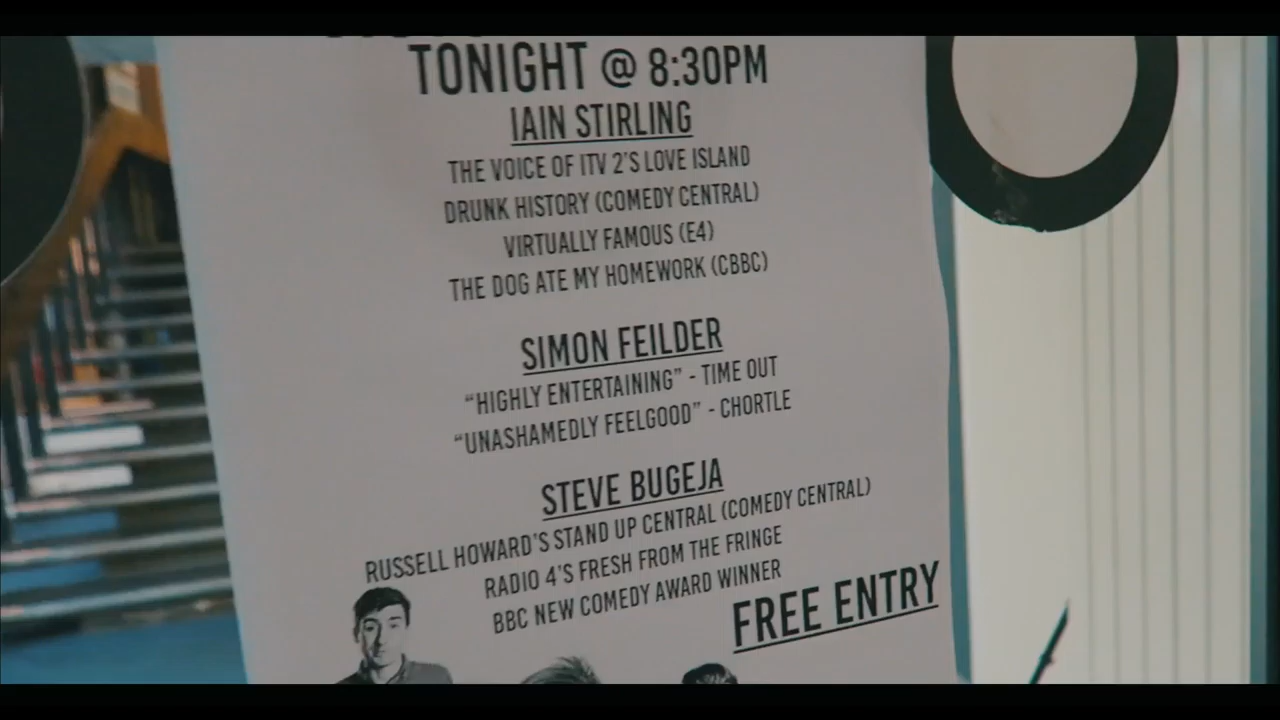 TONIGHT @ 8:30PM
IAIN STIRLING
THE VOICE OF ITV 2'S LOVE ISLAND
DRUNK HISTORY (COMEDY CENTRAL)
VIRTUALLY FAMOUS (E4)
THE DOG ATE MY HOMEWORK (CBBC)
SIMON FEILDER
“HIGHLY ENTERTAINING” - TIME OUT
“UNASHAMEDLY FEELGOOD” - CHORTLE
STEVE BUGEJA
RUSSELL HOWARD'S STAND UP CENTRAL (COMEDY CENTRAL)
RADIO 4'S FRESH FROM THE FRINGE
BBC NEW COMEDY AWARD WINNER
FREE ENTRY